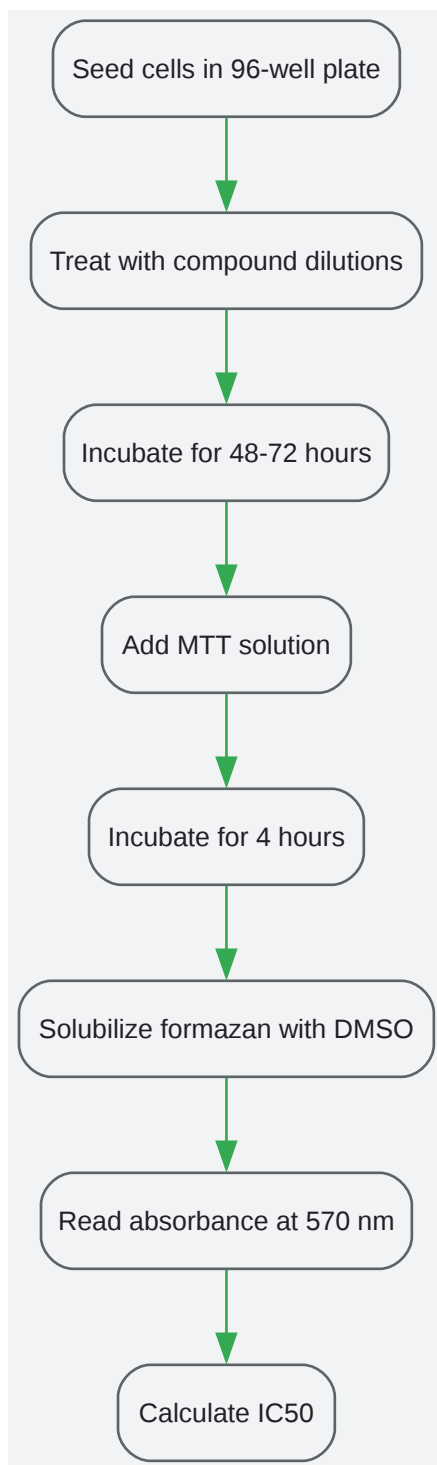 Seed cells in 96-well plate
Treat with compound dilutions
Incubate for 48-72 hours
Add MTT solution
Incubate for 4 hours
Solubilize formazan with DMSO
Read absorbance at 570 nm
Calculate IC50